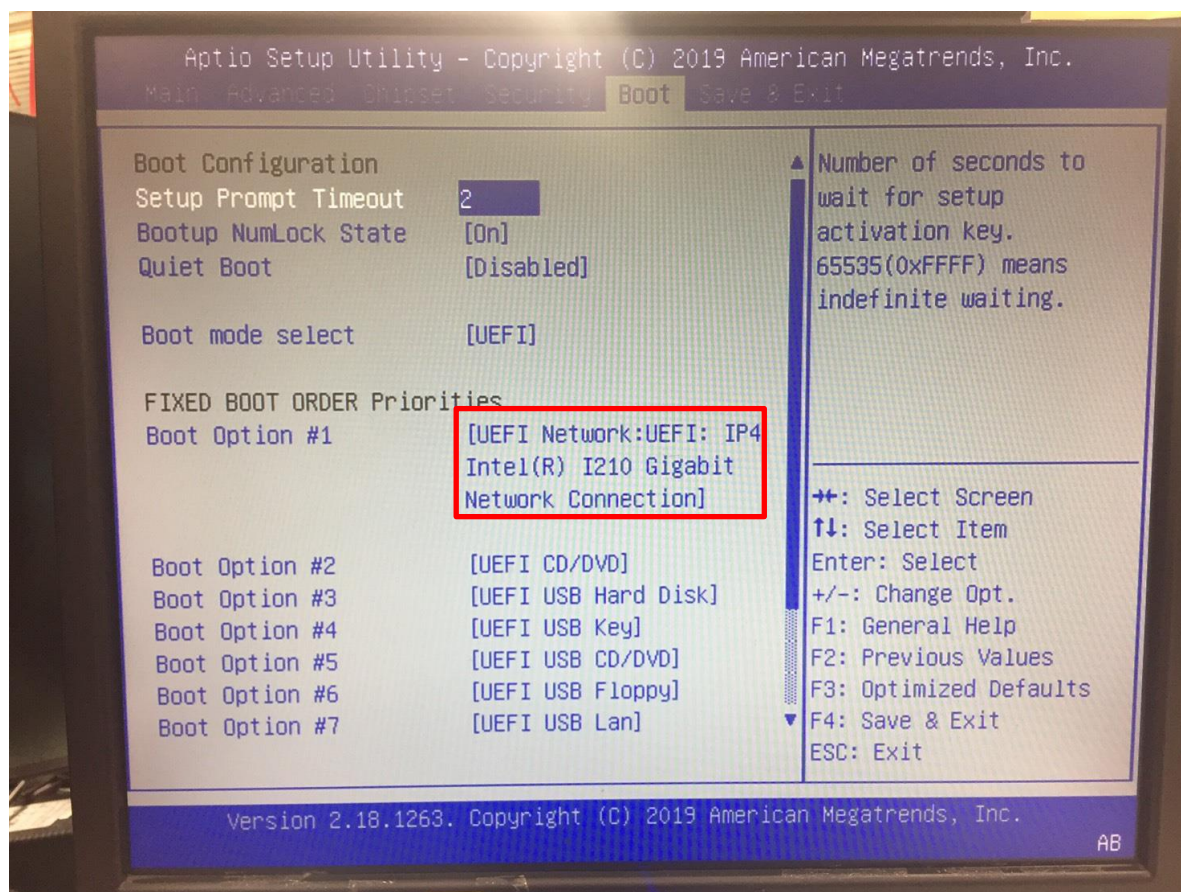 Aptio Setup Utility – Copyright (C) 2019 American Megatrends, Inc.
Main Advanced Chipset Security Boot Save & Exit
Boot Configuration
Setup Prompt Timeout 2
Bootup NumLock State [On]
Quiet Boot [Disabled]
Boot mode select [UEFI]
FIXED BOOT ORDER Priorities
Boot Option #1 [UEFI Network:UEFI: IP4
Intel(R) I210 Gigabit
Network Connection]
Boot Option #2 [UEFI CD/DVD]
Boot Option #3 [UEFI USB Hard Disk]
Boot Option #4 [UEFI USB Key]
Boot Option #5 [UEFI USB CD/DVD]
Boot Option #6 [UEFI USB Floppy]
Boot Option #7 [UEFI USB Lan]
Number of seconds to
wait for setup
activation key.
65535(0xFFFF) means
indefinite waiting.
→←: Select Screen
↑↓: Select Item
Enter: Select
+/-: Change Opt.
F1: General Help
F2: Previous Values
F3: Optimized Defaults
F4: Save & Exit
ESC: Exit
Version 2.18.1263. Copyright (C) 2019 American Megatrends, Inc.
AB